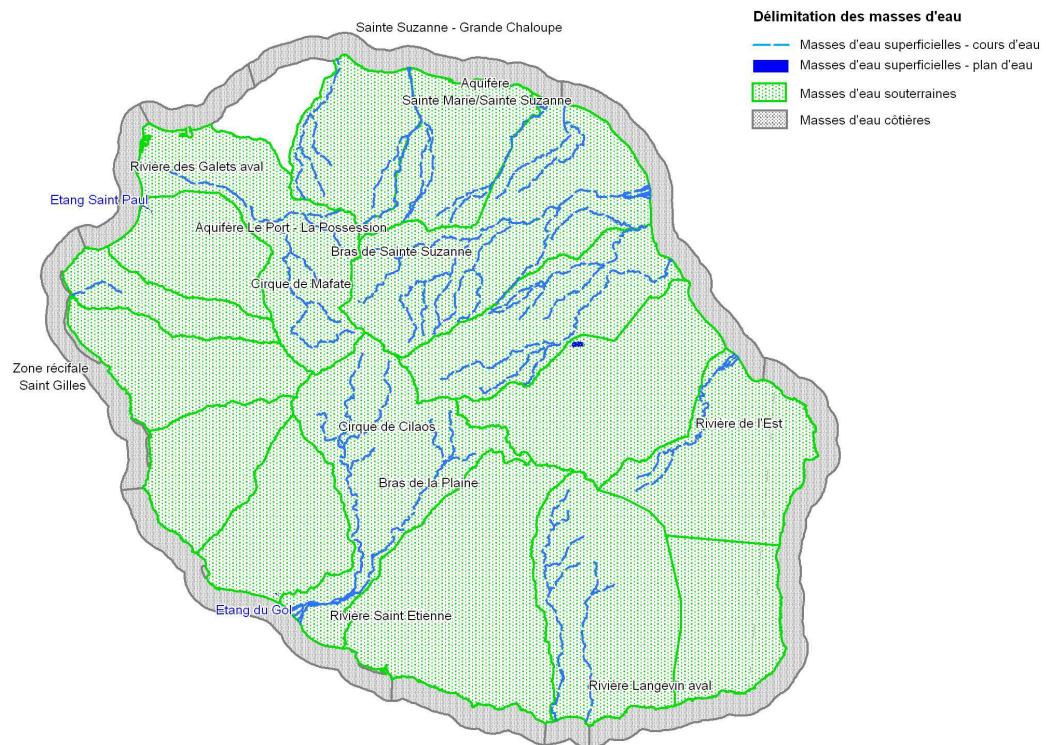 Délimitation des masses d'eau
Masses d'eau superficielles - cours d'eau
Masses d'eau superficielles - plan d'eau
Masses d'eau souterraines
Masses d'eau côtières
Sainte Suzanne - Grande Chaloupe
Aquifère
Sainte Marie/Sainte Suzanne
Rivière des Galets aval
Etang Saint Paul
Aquifère Le Port - La Possession
Bras de Sainte Suzanne
Cirque de Mafate
Zone récifale
Saint Gilles
Rivière de l'Est
Cirque de Cilaos
Bras de la Plaine
Etang du Gol
Rivière Saint Etienne
Rivière Langevin aval